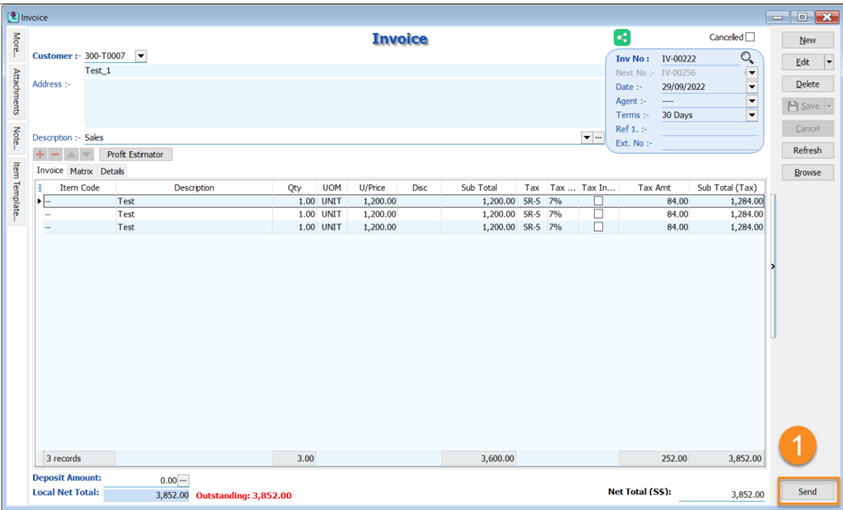 Invoice
More...
Attachments
Note...
Item Template...
Invoice
Cancelled
Customer :- 300-T0007
Test_1
Address :-
Description :- Sales
Inv No : IV-00222
Next No :- IV-00256
Date :- 29/09/2022
Agent :- ----
Terms :- 30 Days
Ref 1. :-
Ext. No :-
Profit Estimator
Invoice Matrix Details
Item Code Description Qty UOM U/Price Disc Sub Total Tax Tax ... Tax In... Tax Amt Sub Total (Tax)
-- Test 1.00 UNIT 1,200.00 1,200.00 SR-S 7% 84.00 1,284.00
-- Test 1.00 UNIT 1,200.00 1,200.00 SR-S 7% 84.00 1,284.00
-- Test 1.00 UNIT 1,200.00 1,200.00 SR-S 7% 84.00 1,284.00
3 records 3.00 3,600.00 252.00 3,852.00
Deposit Amount: 0.00 ...
Local Net Total: 3,852.00 Outstanding: 3,852.00
Net Total (S$): 3,852.00
New
Edit
Delete
Save
Cancel
Refresh
Browse
1
Send